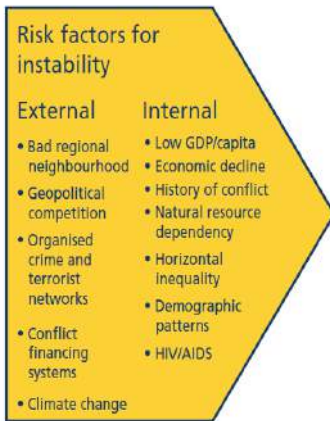 Risk factors for
instability
External
• Bad regional
neighbourhood
• Geopolitical
competition
• Organised
crime and
terrorist
networks
• Conflict
financing
systems
• Climate change
Internal
• Low GDP/capita
• Economic decline
• History of conflict
• Natural resource
dependency
• Horizontal
inequality
• Demographic
patterns
• HIV/AIDS